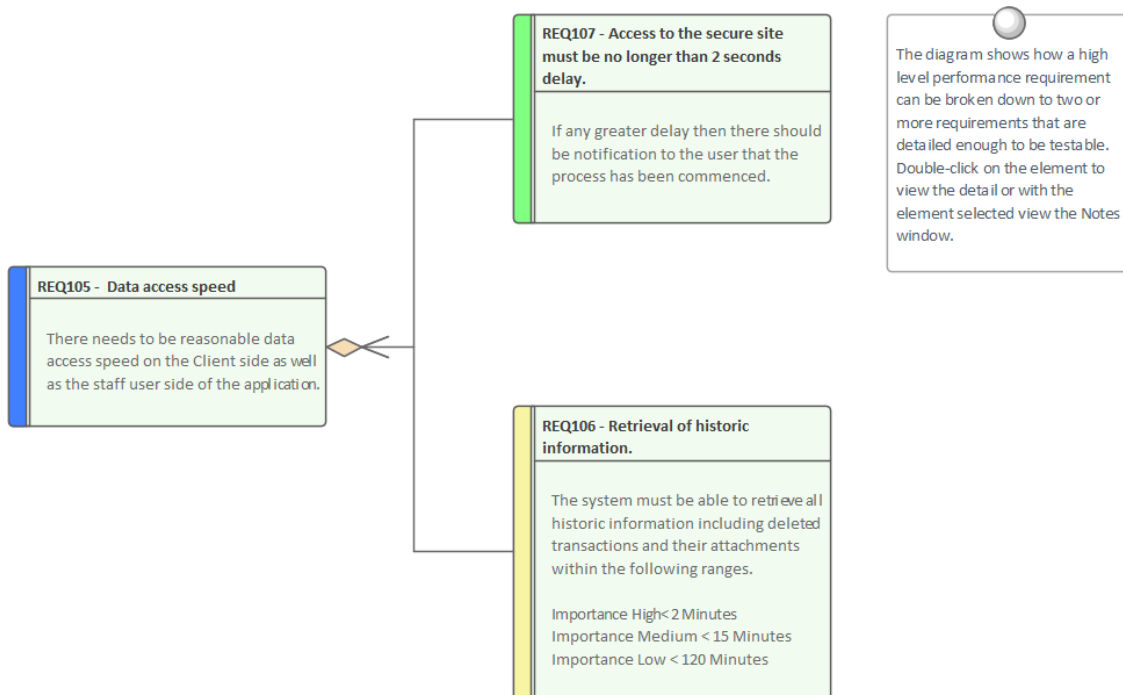 REQ107 - Access to the secure site
must be no longer than 2 seconds
delay.
If any greater delay then there should
be notification to the user that the
process has been commenced.
The diagram shows how a high
level performance requirement
can be broken down to two or
more requirements that are
detailed enough to be testable.
Double-click on the element to
view the detail or with the
element selected view the Notes
window.
REQ105 - Data access speed
There needs to be reasonable data
access speed on the Client side as well
as the staff user side of the application.
REQ106 - Retrieval of historic
information.
The system must be able to retrieve all
historic information including deleted
transactions and their attachments
within the following ranges.
Importance High< 2 Minutes
Importance Medium < 15 Minutes
Importance Low < 120 Minutes